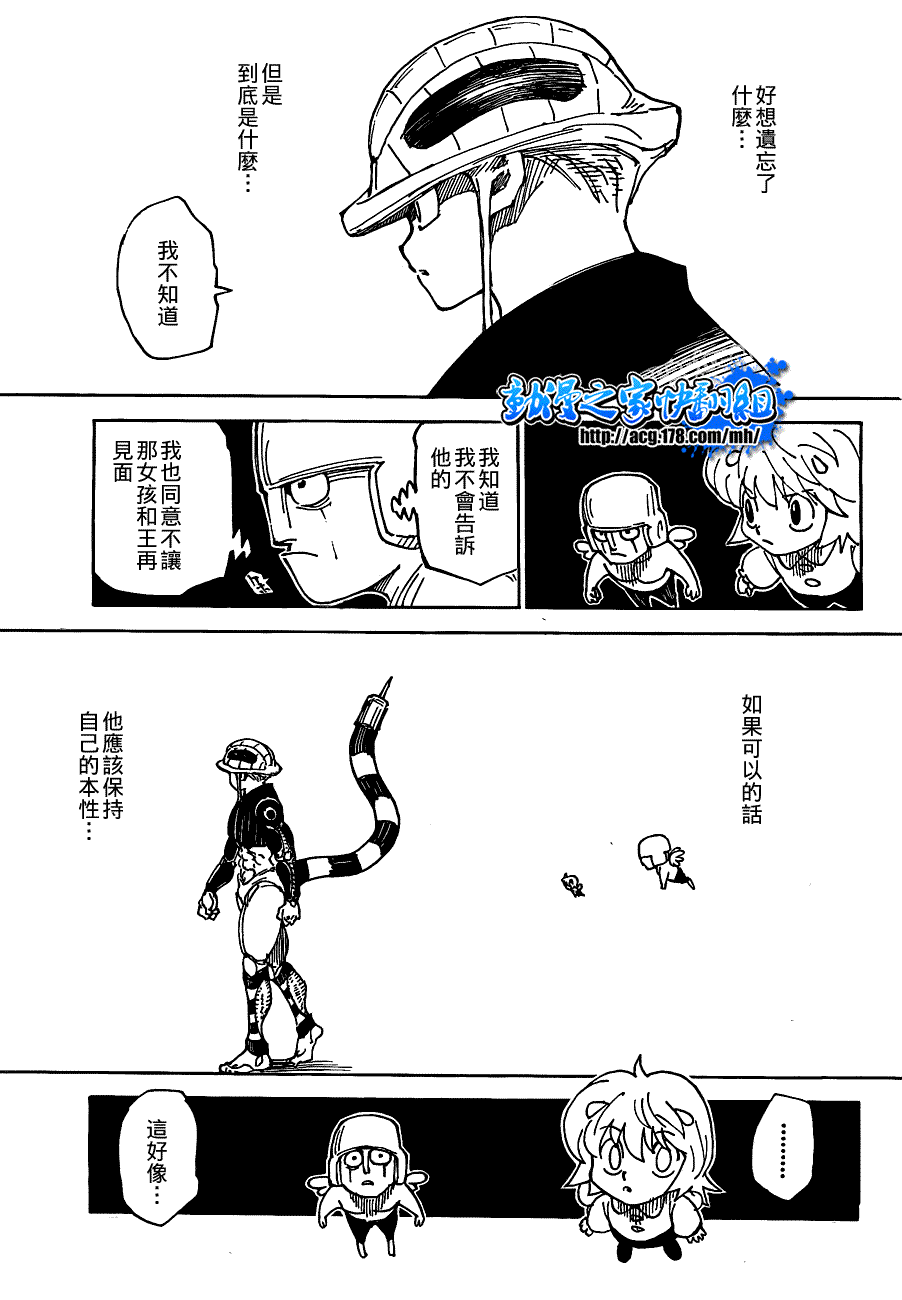 好想遺忘了
什麼…
但是
到底是什麼…
我不知道
動漫之家快翻組
http://acg.178.com/mh/
我知道
我不會告訴
他的
我也同意不讓
那女孩和王再
見面
如果可以的話
他應該保持
自己的本性…
………
這好像…